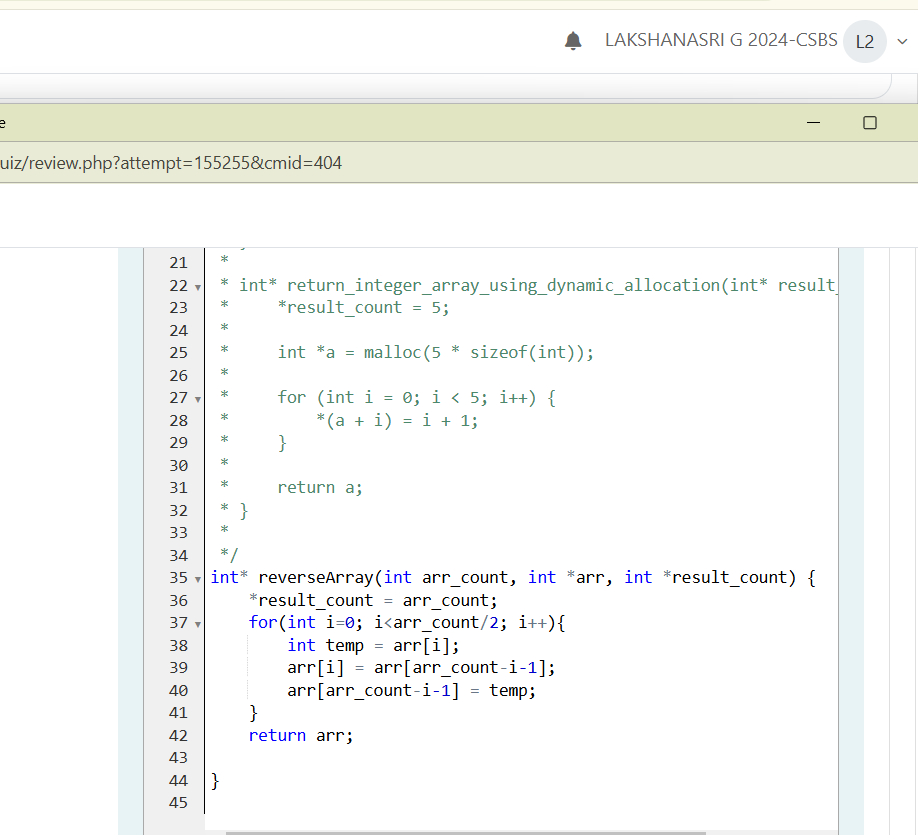 LAKSHANASRI G 2024-CSBS L2
e
uiz/review.php?attempt=155255&cmid=404
21 *
22 * int* return_integer_array_using_dynamic_allocation(int* result_
23 *     *result_count = 5;
24 *
25 *     int *a = malloc(5 * sizeof(int));
26 *
27 *     for (int i = 0; i < 5; i++) {
28 *         *(a + i) = i + 1;
29 *     }
30 *
31 *     return a;
32 * }
33 *
34 */
35 int* reverseArray(int arr_count, int *arr, int *result_count) {
36     *result_count = arr_count;
37     for(int i=0; i<arr_count/2; i++){
38         int temp = arr[i];
39         arr[i] = arr[arr_count-i-1];
40         arr[arr_count-i-1] = temp;
41     }
42     return arr;
43
44 }
45